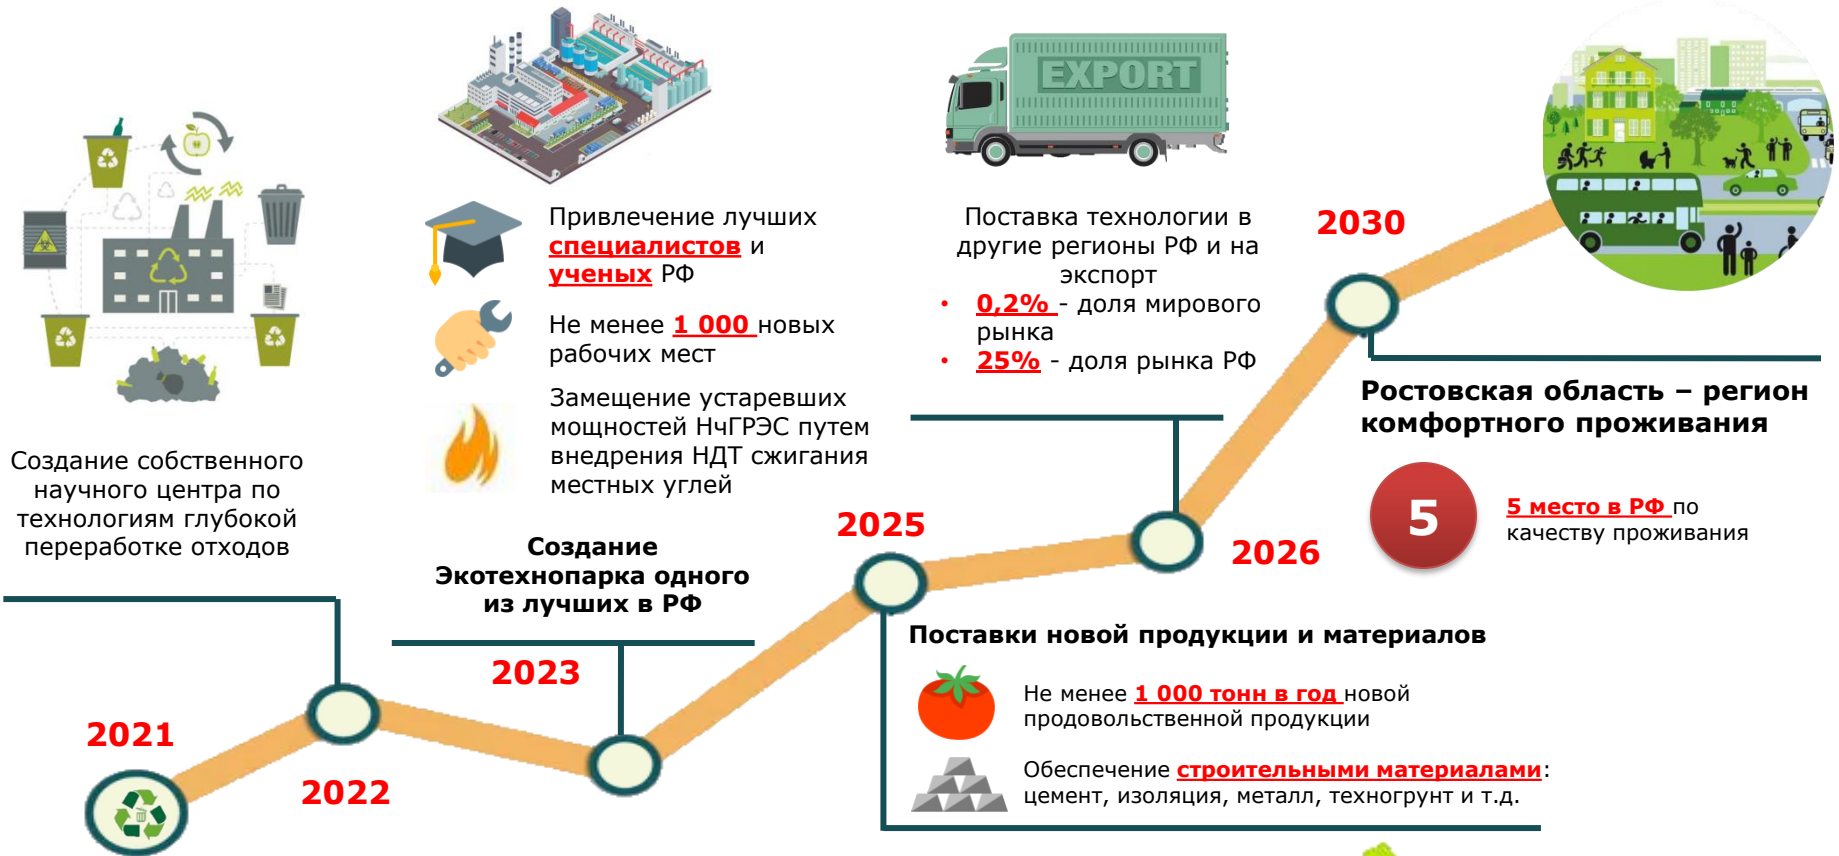 EXPORT
Привлечение лучших
специалистов и
ученых РФ
Не менее 1 000 новых
рабочих мест
Замещение устаревших
мощностей НчГРЭС путем
внедрения НДТ сжигания
местных углей
Поставка технологии в
другие регионы РФ и на
экспорт
• 0,2% - доля мирового
рынка
• 25% - доля рынка РФ
2030
Ростовская область – регион
комфортного проживания
5
5 место в РФ по
качеству проживания
Создание собственного
научного центра по
технологиям глубокой
переработке отходов
Создание
Экотехнопарка одного
из лучших в РФ
2025
2026
2023
2021
2022
Поставки новой продукции и материалов
Не менее 1 000 тонн в год новой
продовольственной продукции
Обеспечение строительными материалами:
цемент, изоляция, металл, техногрунт и т.д.